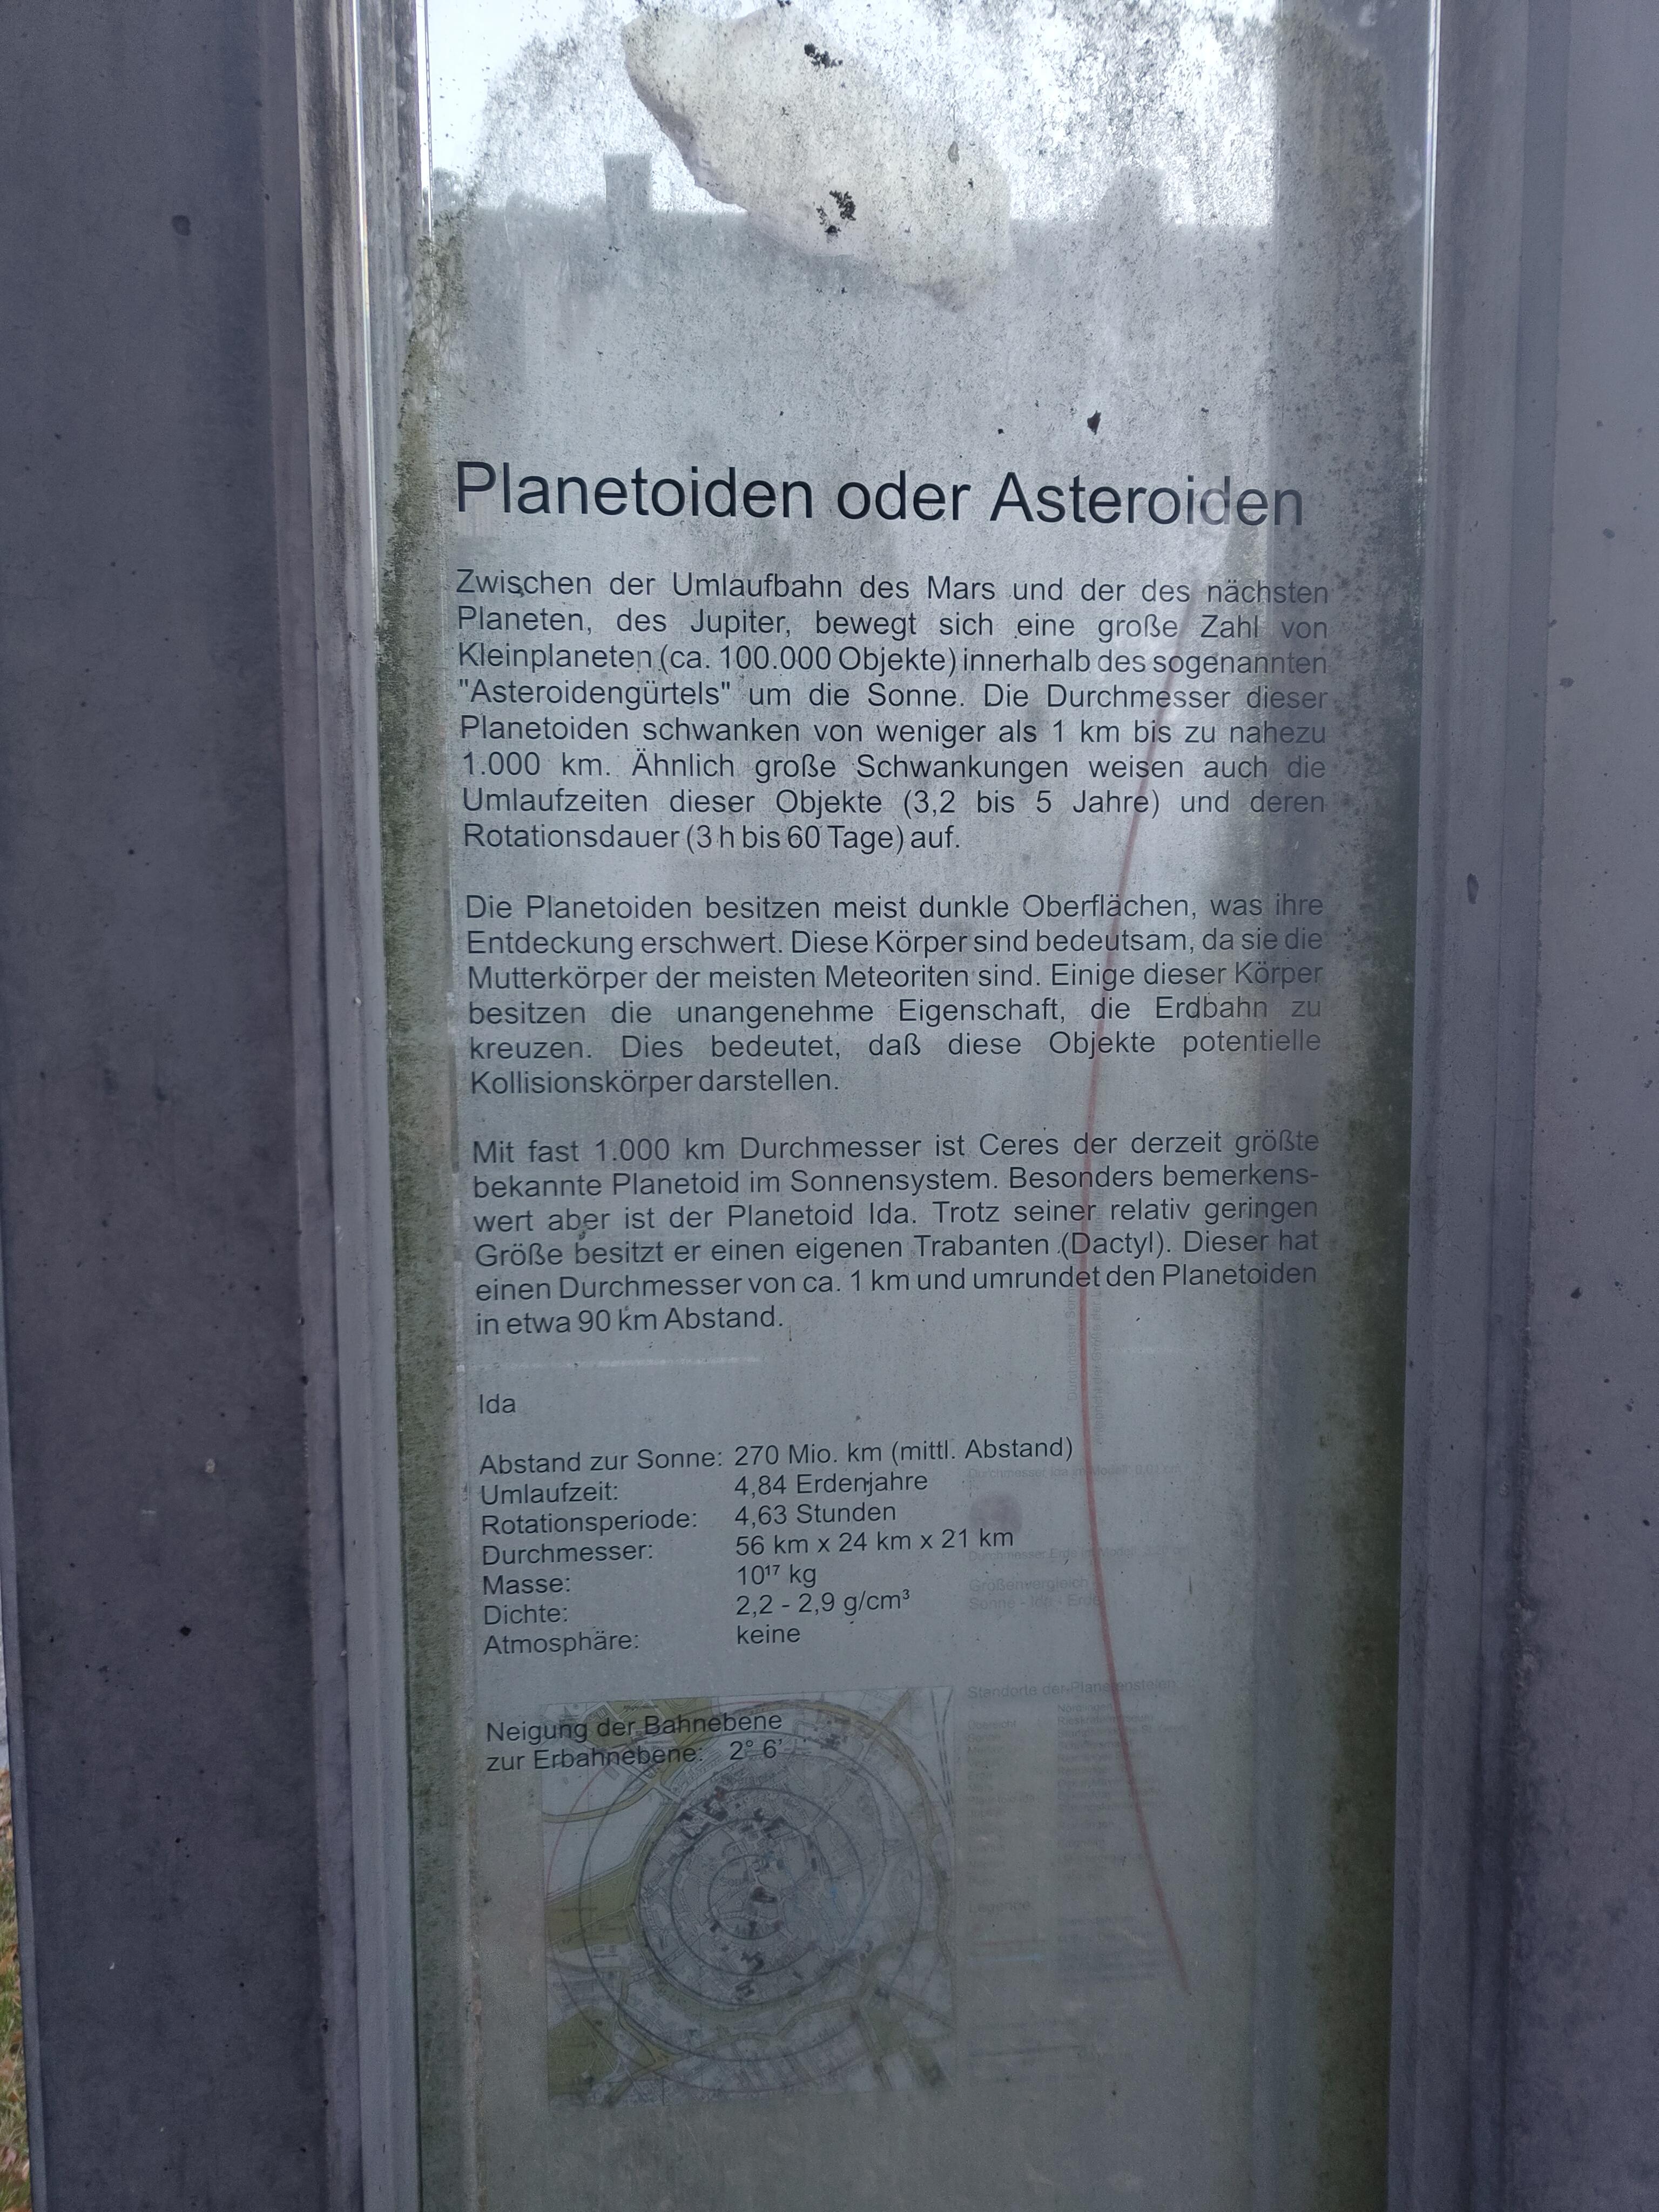 Planetoiden oder Asteroiden
Zwischen der Umlaufbahn des Mars und der des nächsten
Planeten, des Jupiter, bewegt sich eine große Zahl von
Kleinplaneten (ca. 100.000 Objekte) innerhalb des sogenannten
"Asteroidengürtels" um die Sonne. Die Durchmesser dieser
Planetoiden schwanken von weniger als 1 km bis zu nahezu
1.000 km. Ähnlich große Schwankungen weisen auch die
Umlaufzeiten dieser Objekte (3,2 bis 5 Jahre) und deren
Rotationsdauer (3 h bis 60 Tage) auf.
Die Planetoiden besitzen meist dunkle Oberflächen, was ihre
Entdeckung erschwert. Diese Körper sind bedeutsam, da sie die
Mutterkörper der meisten Meteoriten sind. Einige dieser Körper
besitzen die unangenehme Eigenschaft, die Erdbahn zu
kreuzen. Dies bedeutet, daß diese Objekte potentielle
Kollisionskörper darstellen.
Mit fast 1.000 km Durchmesser ist Ceres der derzeit größte
bekannte Planetoid im Sonnensystem. Besonders bemerkens-
wert aber ist der Planetoid Ida. Trotz seiner relativ geringen
Größe besitzt er einen eigenen Trabanten (Dactyl). Dieser hat
einen Durchmesser von ca. 1 km und umrundet den Planetoiden
in etwa 90 km Abstand.
Ida
Abstand zur Sonne: 270 Mio. km (mittl. Abstand)
Umlaufzeit: 4,84 Erdenjahre
Rotationsperiode: 4,63 Stunden
Durchmesser: 56 km x 24 km x 21 km
Masse: 10¹⁷ kg
Dichte: 2,2 - 2,9 g/cm³
Atmosphäre: keine
Neigung der Bahnebene
zur Erbahnebene: 2° 6'
Größenvergleich
Sonne - Ida - Erde
Standorte der Planetenstelen
Legende